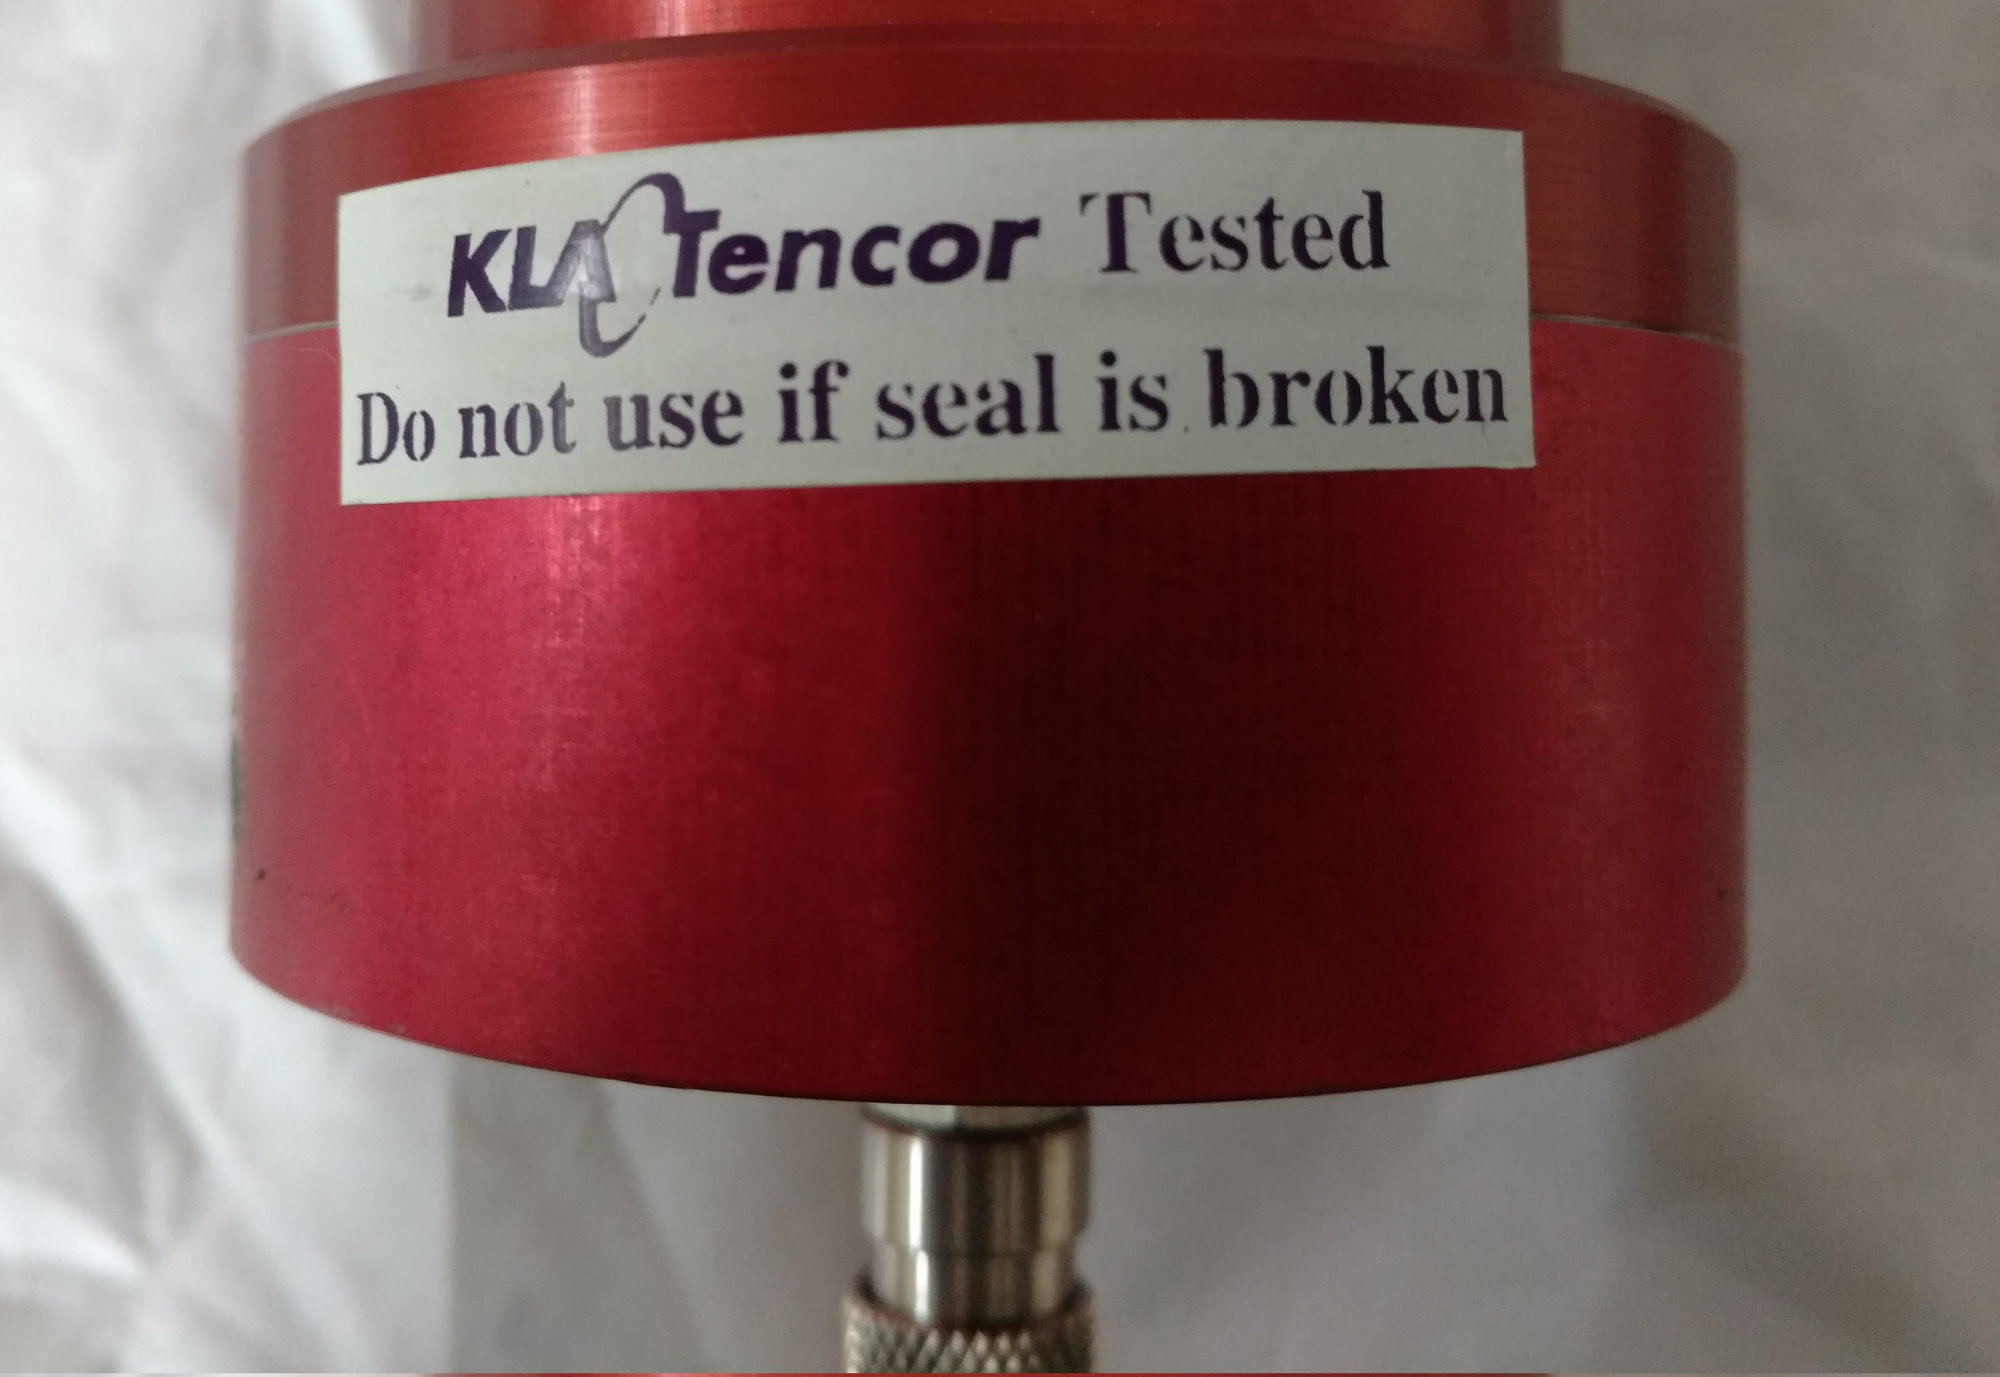 KLA Tencor Tested
Do not use if seal is broken